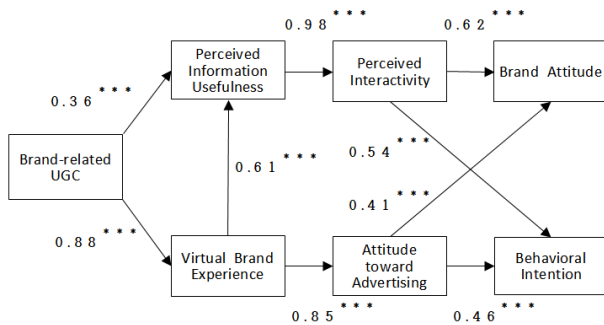 0.98***
0.62***
Perceived
Information
Usefulness
Perceived
Interactivity
Brand Attitude
0.36***
Brand-related
UGC
0.61***
0.54***
0.41***
0.88***
Virtual Brand
Experience
Attitude
toward
Advertising
Behavioral
Intention
0.85***
0.46***